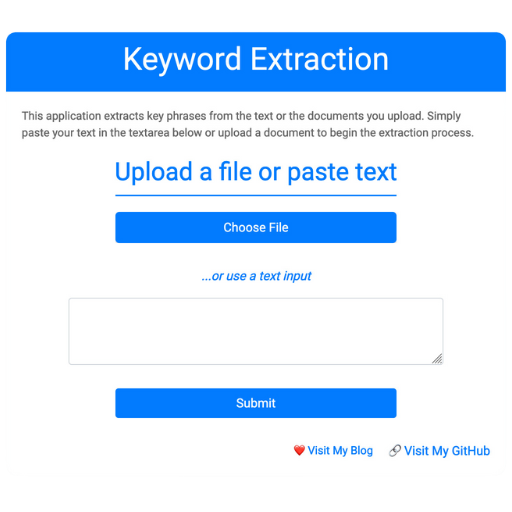 Keyword Extraction
This application extracts key phrases from the text or the documents you upload. Simply
paste your text in the textarea below or upload a document to begin the extraction process.
Upload a file or paste text
Choose File
...or use a text input
Submit
❤️ Visit My Blog 🔗 Visit My GitHub